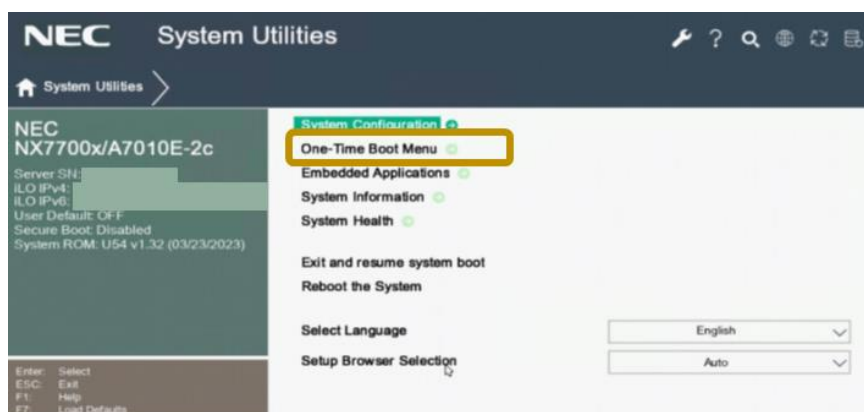 NEC System Utilities
System Utilities
NEC
NX7700x/A7010E-2c
Server SN:
iLO IPv4:
iLO IPv6:
User Default: OFF
Secure Boot: Disabled
System ROM: U54 v1.32 (03/23/2023)
System Configuration
One-Time Boot Menu
Embedded Applications
System Information
System Health
Exit and resume system boot
Reboot the System
Select Language English
Setup Browser Selection Auto
Enter: Select
ESC: Exit
F1: Help
F7: Load Defaults